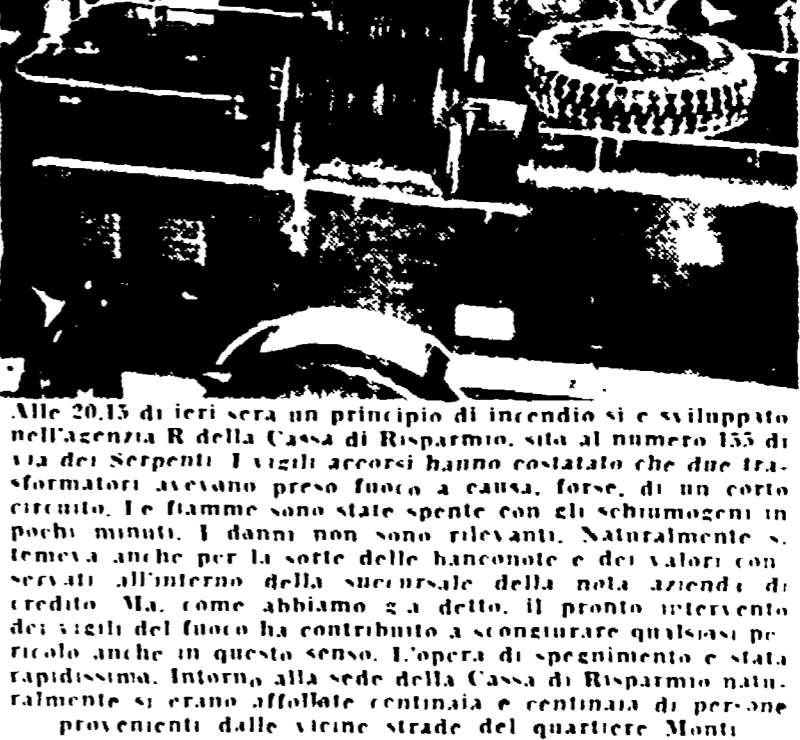 Alle 20,15 di ieri sera un principio di incendio si è sviluppato
nell'agenzia R della Cassa di Risparmio, sita al numero 155 di
via dei Serpenti. I vigili accorsi hanno costatato che due tra-
sformatori avevano preso fuoco a causa, forse, di un corto
circuito. Le fiamme sono state spente con gli schiumogeni in
pochi minuti. I danni non sono rilevanti. Naturalmente si
temeva anche per la sorte delle banconote e dei valori con-
servati all'interno della succursale della nota azienda di
credito. Ma, come abbiamo già detto, il pronto intervento
dei vigili del fuoco ha contribuito a scongiurare qualsiasi pe-
ricolo anche in questo senso. L'opera di spegnimento è stata
rapidissima. Intorno alla sede della Cassa di Risparmio natu-
ralmente si erano affollate centinaia e centinaia di persone
provenienti dalle vicine strade del quartiere Monti